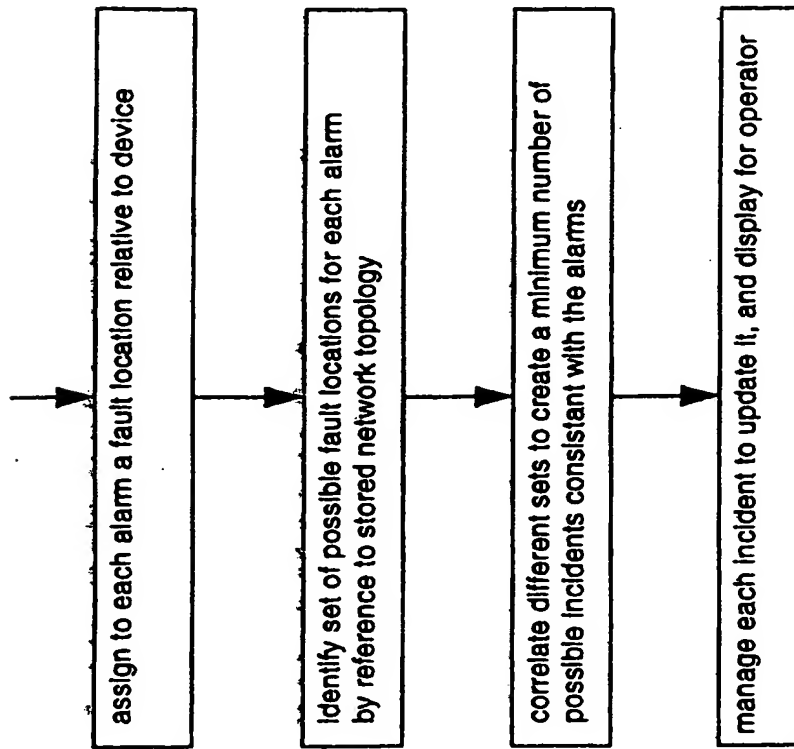 assign to each alarm a fault location relative to device
identify set of possible fault locations for each alarm
by reference to stored network topology
correlate different sets to create a minimum number of
possible incidents consistant with the alarms
manage each incident to update it, and display for operator